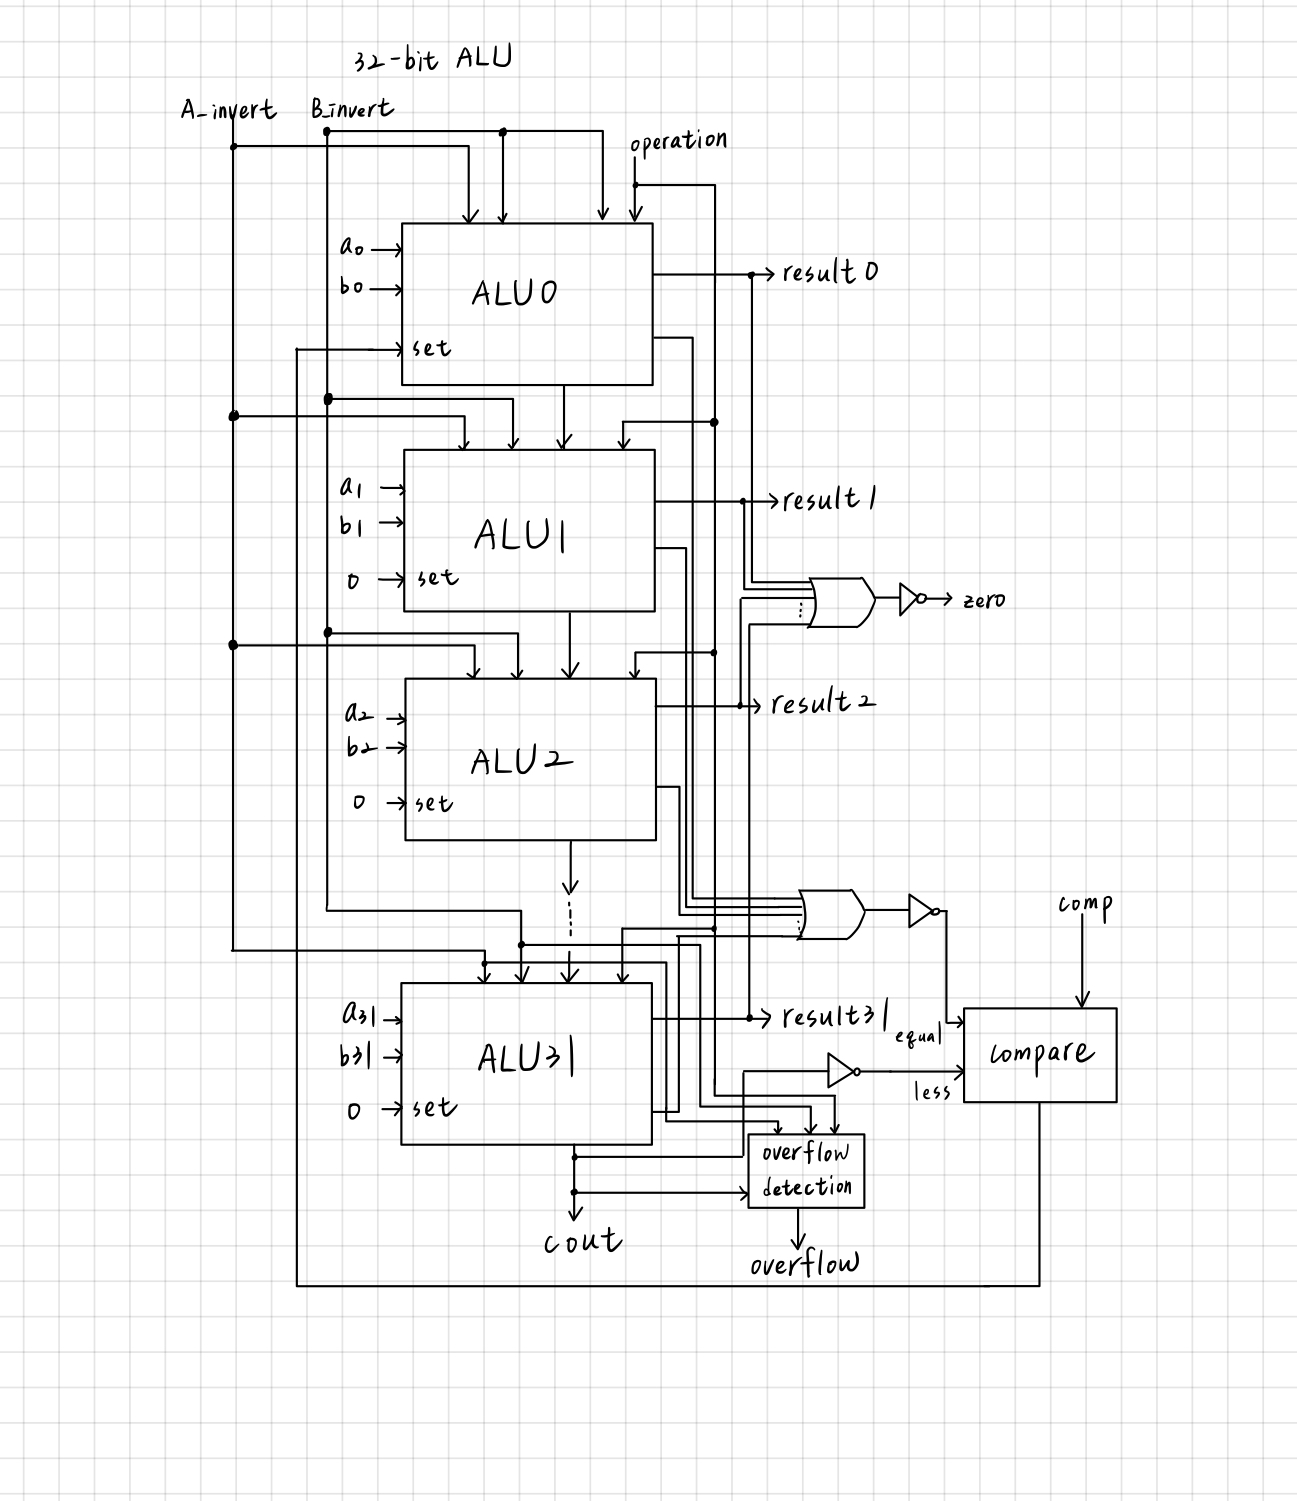 32-bit ALU
A_invert
B_invert
operation
a0
b0
set
ALU0
result0
a1
b1
0
set
ALU1
result1
zero
a2
b2
0
set
ALU2
result2
comp
a31
b31
0
set
ALU31
result31
equal
less
compare
overflow
detection
cout
overflow